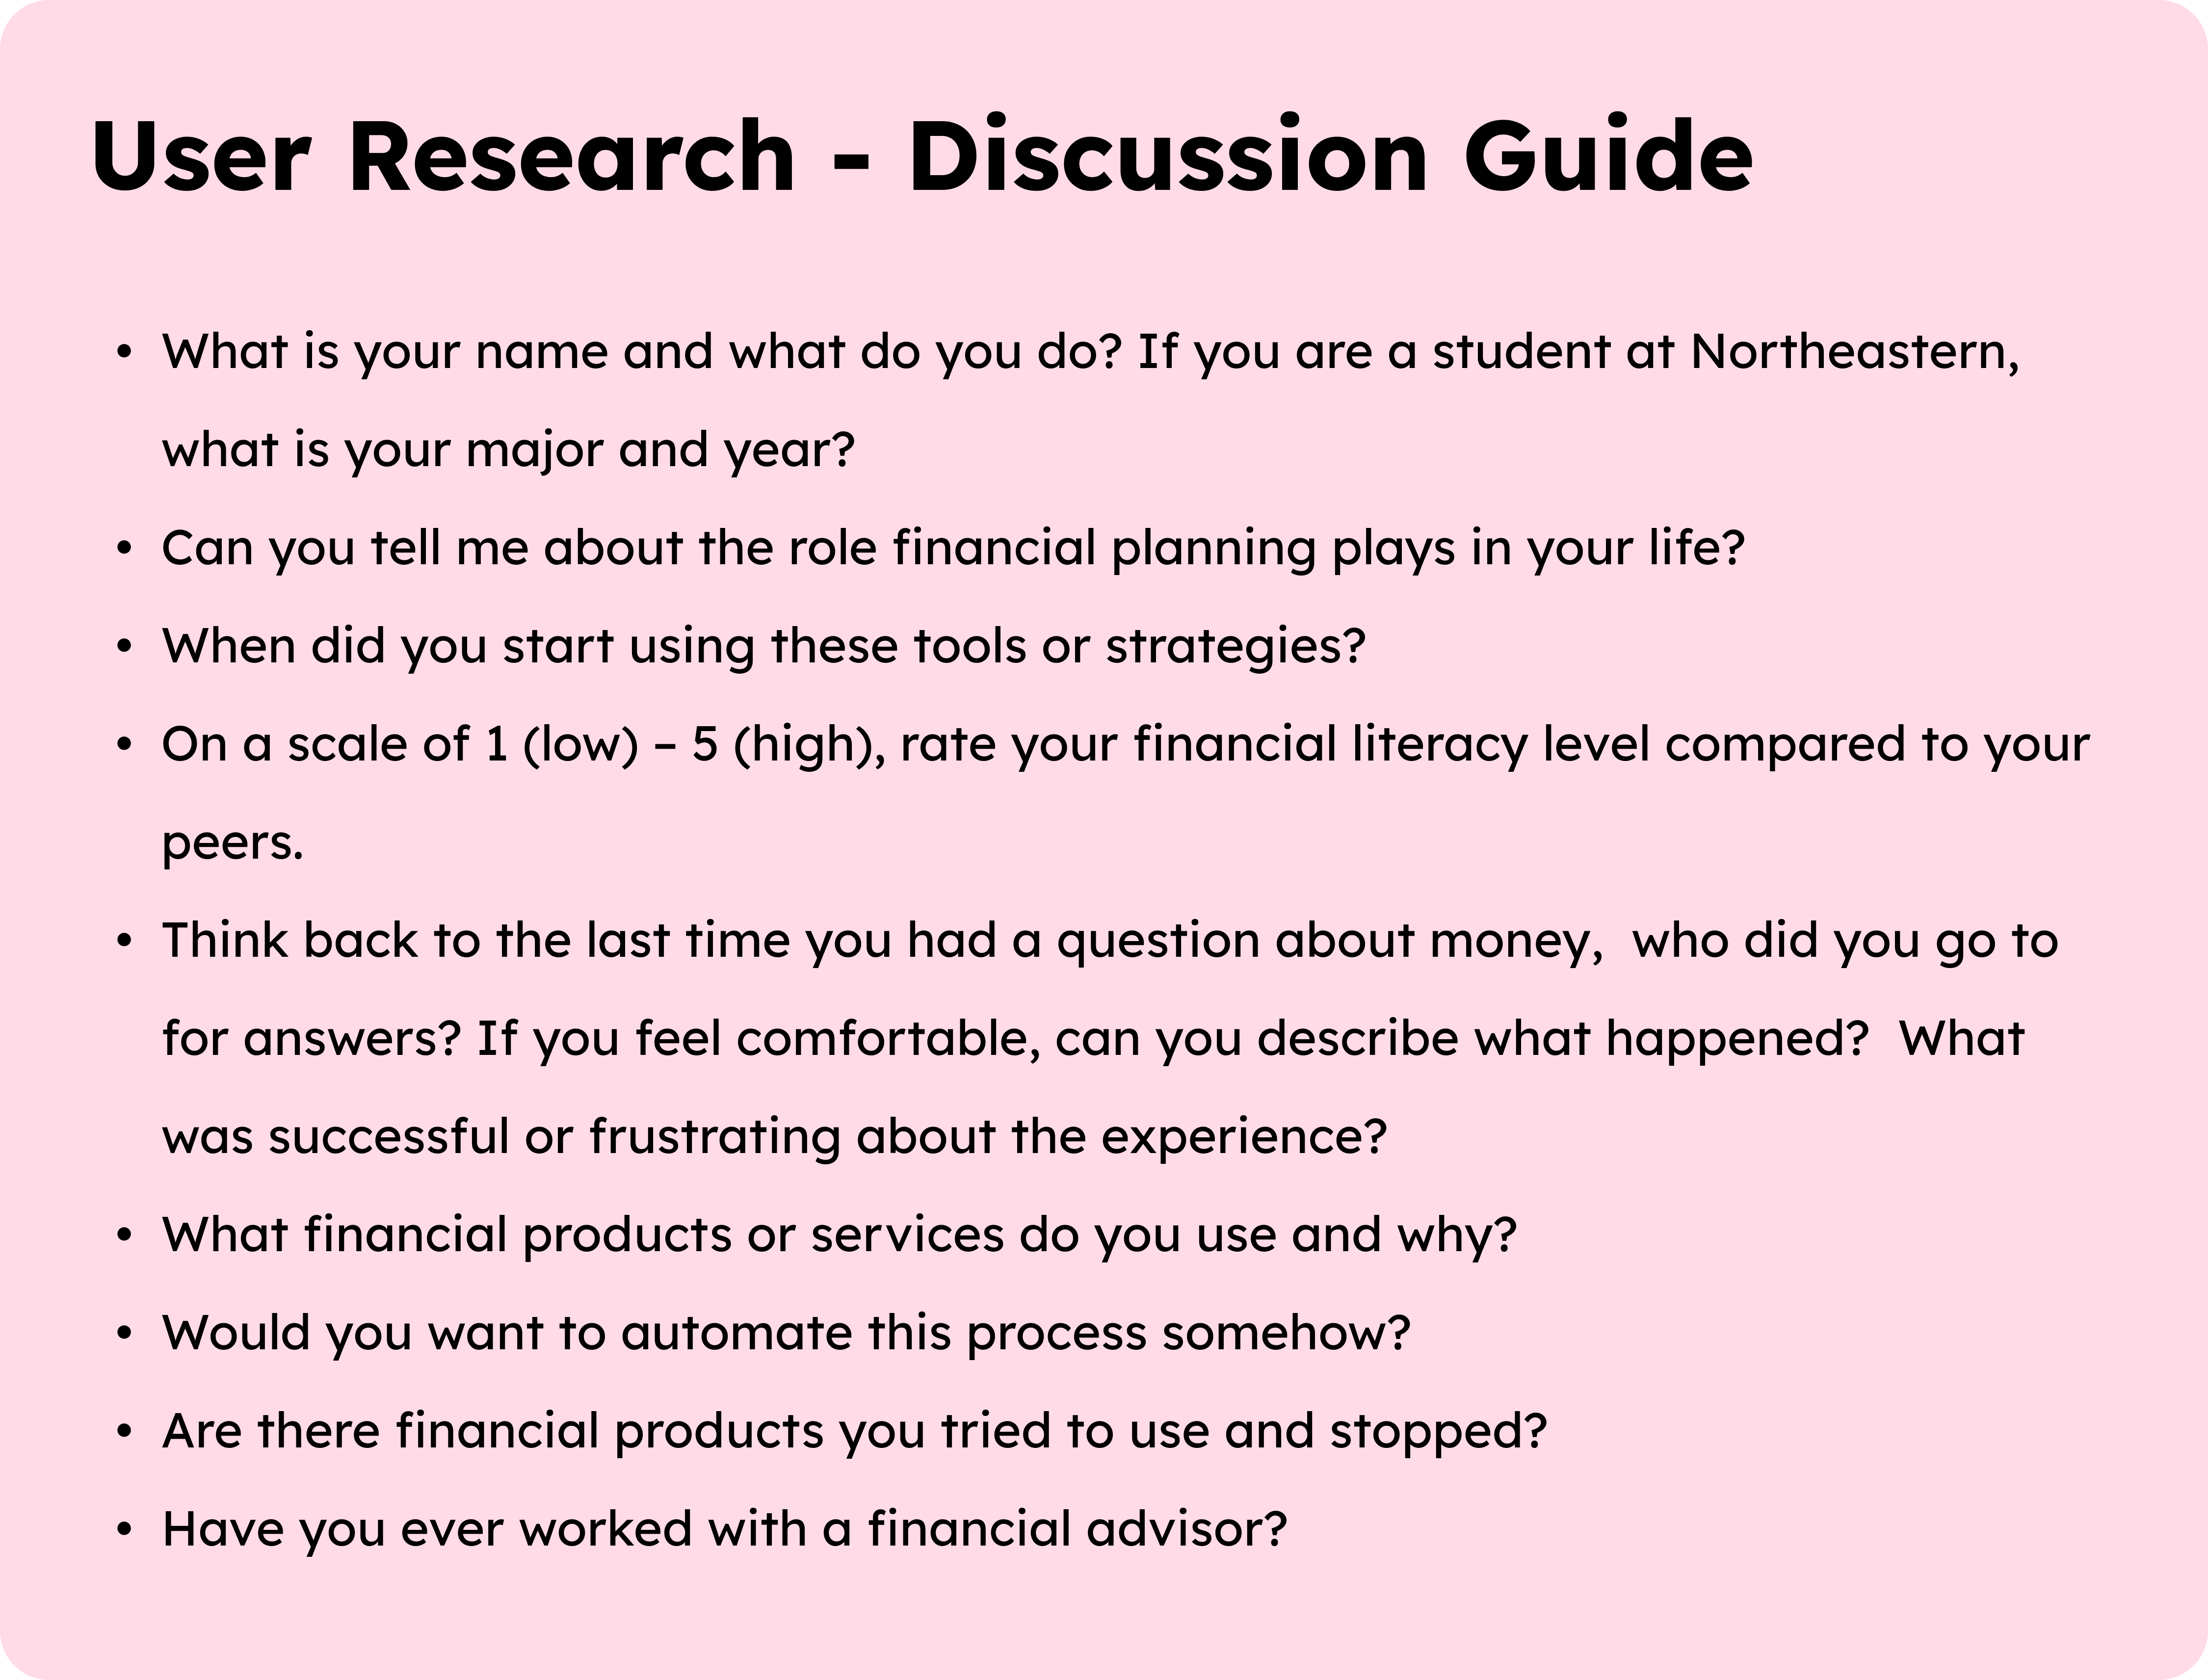 User Research - Discussion Guide
• What is your name and what do you do? If you are a student at Northeastern,
what is your major and year?
• Can you tell me about the role financial planning plays in your life?
• When did you start using these tools or strategies?
• On a scale of 1 (low) – 5 (high), rate your financial literacy level compared to your
peers.
• Think back to the last time you had a question about money,  who did you go to
for answers? If you feel comfortable, can you describe what happened?  What
was successful or frustrating about the experience?
• What financial products or services do you use and why?
• Would you want to automate this process somehow?
• Are there financial products you tried to use and stopped?
• Have you ever worked with a financial advisor?